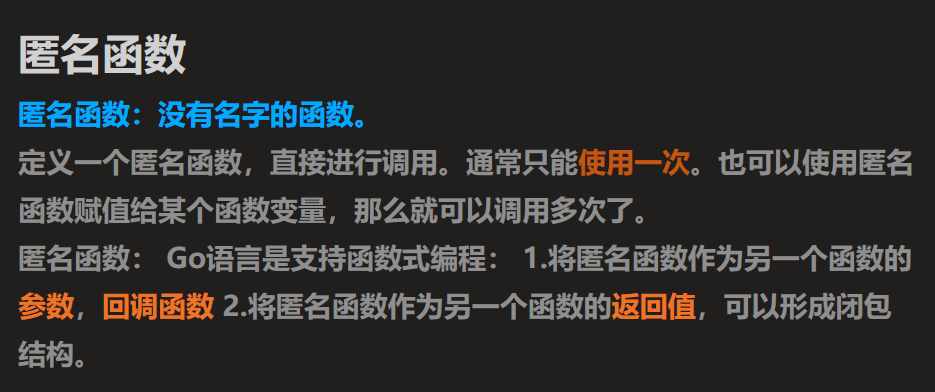 匿名函数
匿名函数：没有名字的函数。
定义一个匿名函数，直接进行调用。通常只能使用一次。也可以使用匿名
函数赋值给某个函数变量，那么就可以调用多次了。
匿名函数： Go语言是支持函数式编程： 1.将匿名函数作为另一个函数的
参数，回调函数 2.将匿名函数作为另一个函数的返回值，可以形成闭包
结构。